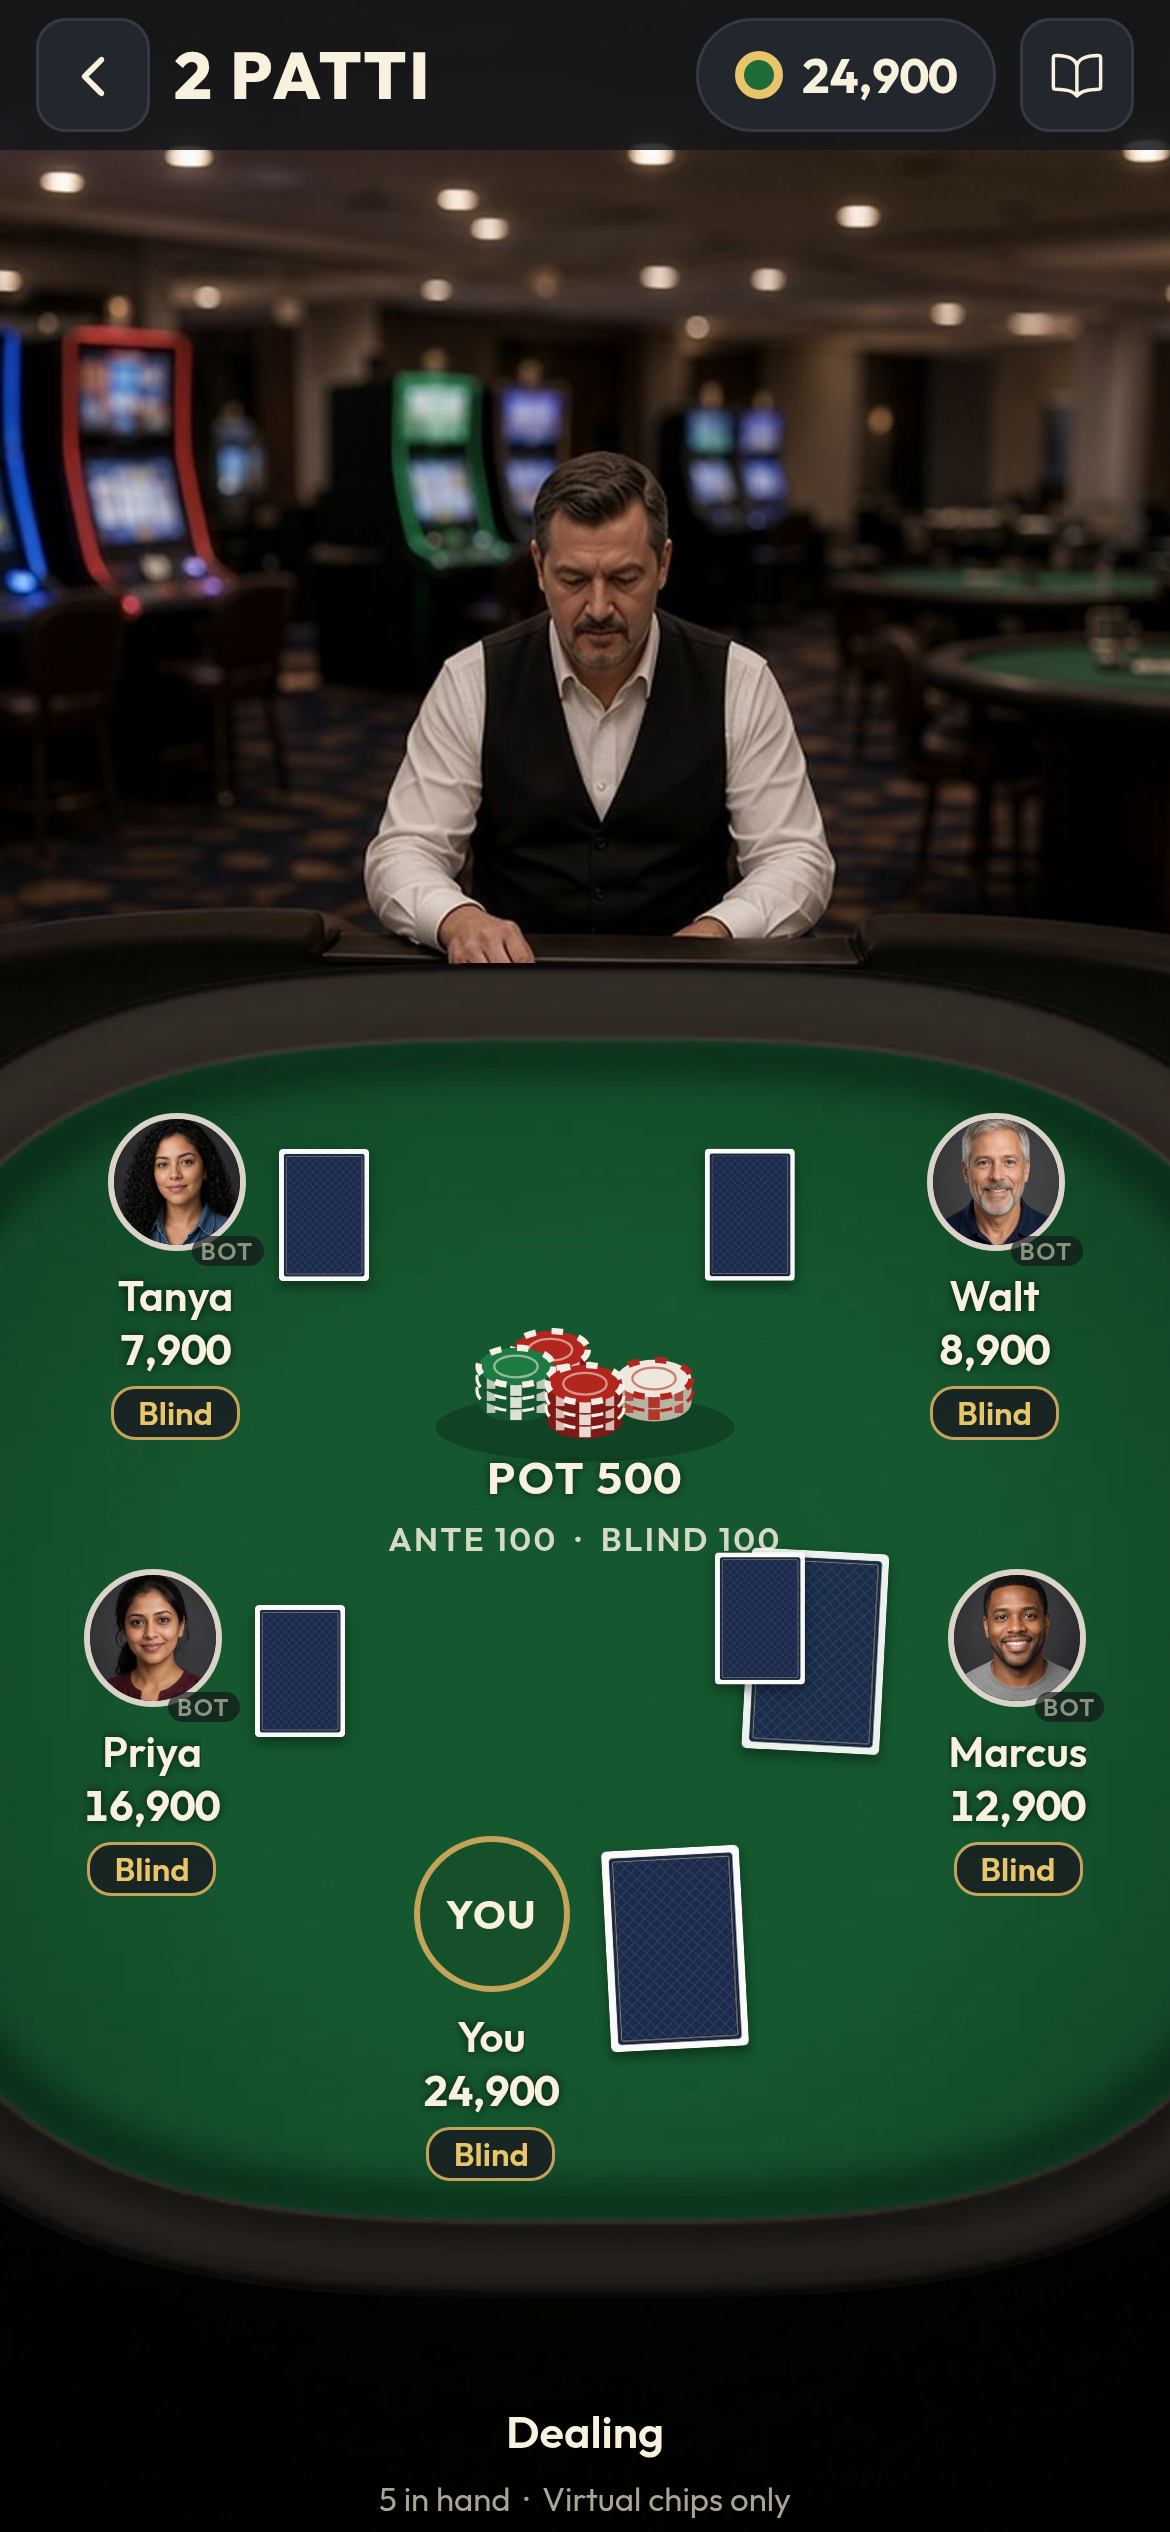 2 PATTI
24,900
BOT
Tanya
7,900
Blind
BOT
Walt
8,900
Blind
POT 500
ANTE 100 · BLIND 100
BOT
Priya
16,900
Blind
BOT
Marcus
12,900
Blind
YOU
You
24,900
Blind
Dealing
5 in hand · Virtual chips only